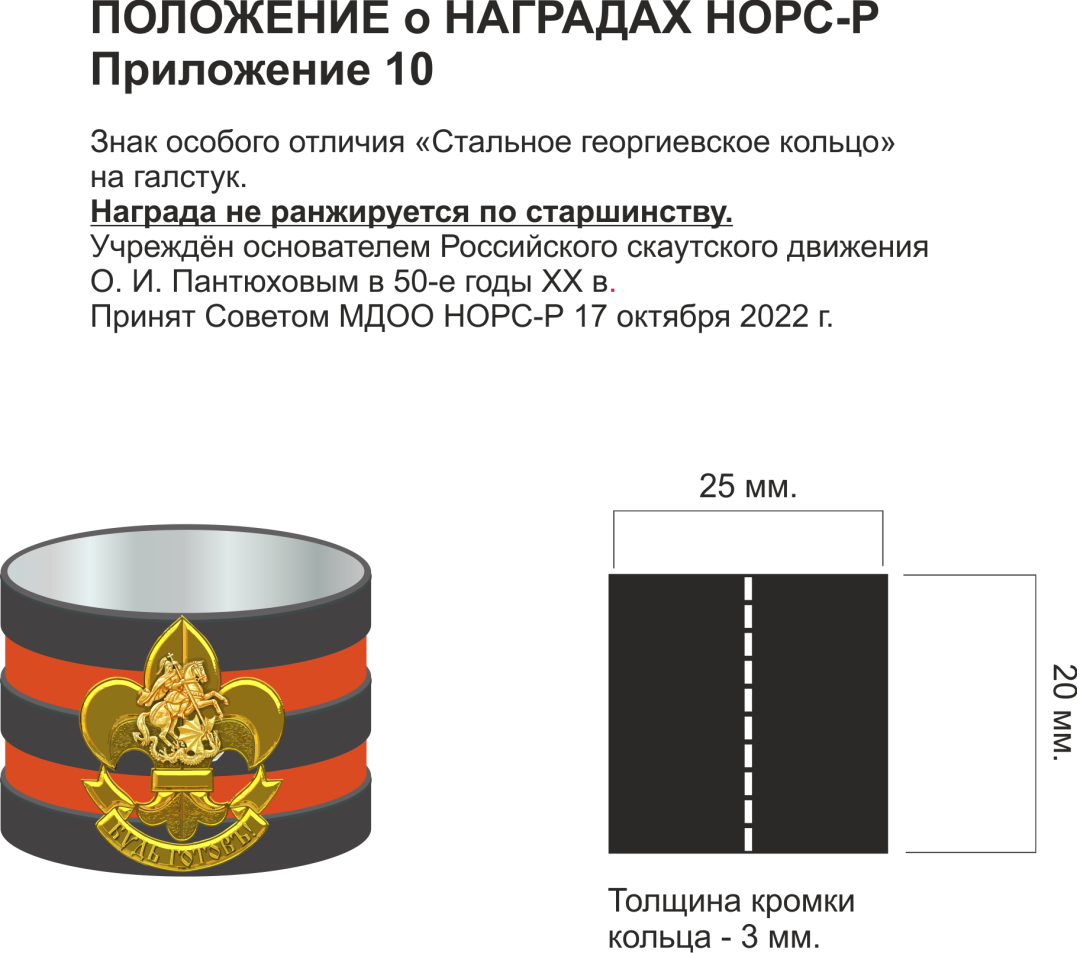 ПОЛОЖЕНИЕ о НАГРАДАХ НОРС-Р
Приложение 10
Знак особого отличия «Стальное георгиевское кольцо»
на галстук.
Награда не ранжируется по старшинству.
Учреждён основателем Российского скаутского движения
О. И. Пантюховым в 50-е годы XX в.
Принят Советом МДОО НОРС-Р 17 октября 2022 г.
25 мм.
20 мм.
БУДЬ ГОТОВЪ!
Толщина кромки
кольца - 3 мм.